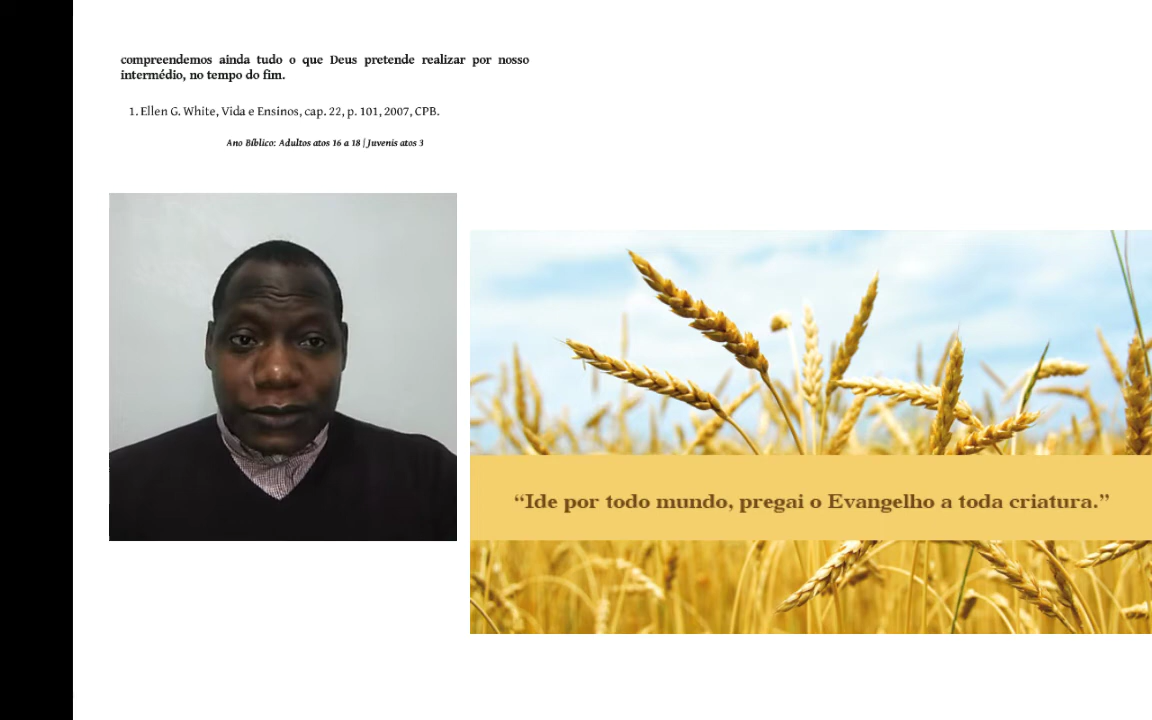 compreendemos ainda tudo o que Deus pretende realizar por nosso
intermédio, no tempo do fim.
1. Ellen G. White, Vida e Ensinos, cap. 22, p. 101, 2007, CPB.
Ano Bíblico: Adultos atos 16 a 18 | Juvenis atos 3
“Ide por todo mundo, pregai o Evangelho a toda criatura.”